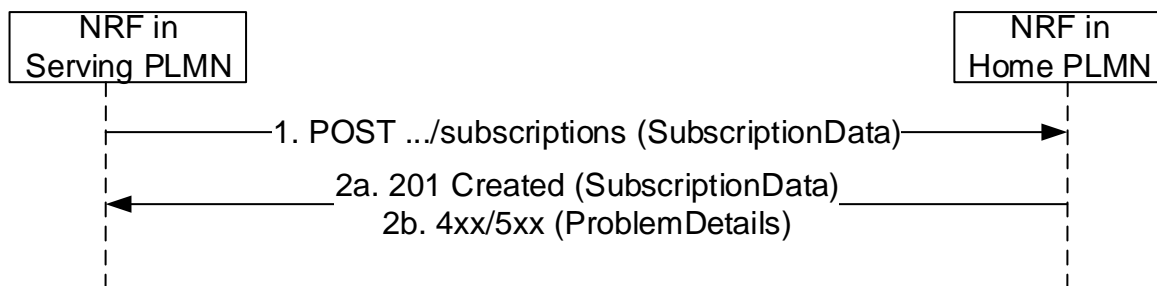 NRF in
Serving PLMN
NRF in
Home PLMN
1. POST .../subscriptions (SubscriptionData)
2a. 201 Created (SubscriptionData)
2b. 4xx/5xx (ProblemDetails)